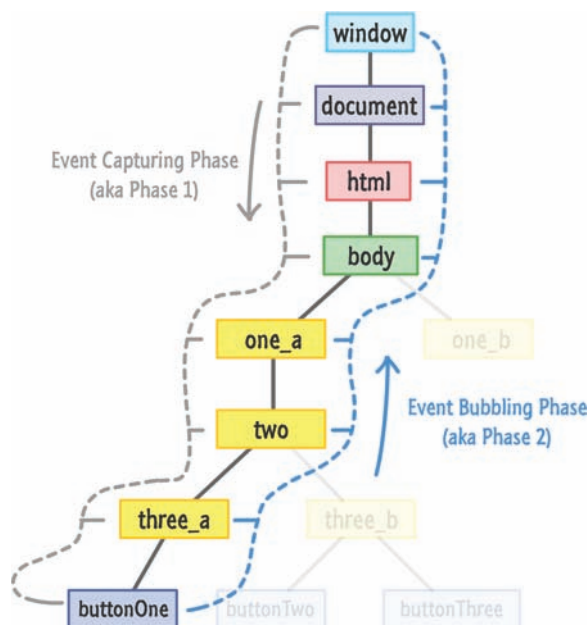 window
document
Event Capturing Phase
(aka Phase 1)
html
body
one_a
one_b
Event Bubbling Phase
(aka Phase 2)
two
three_a
three_b
buttonOne
buttonTwo
buttonThree